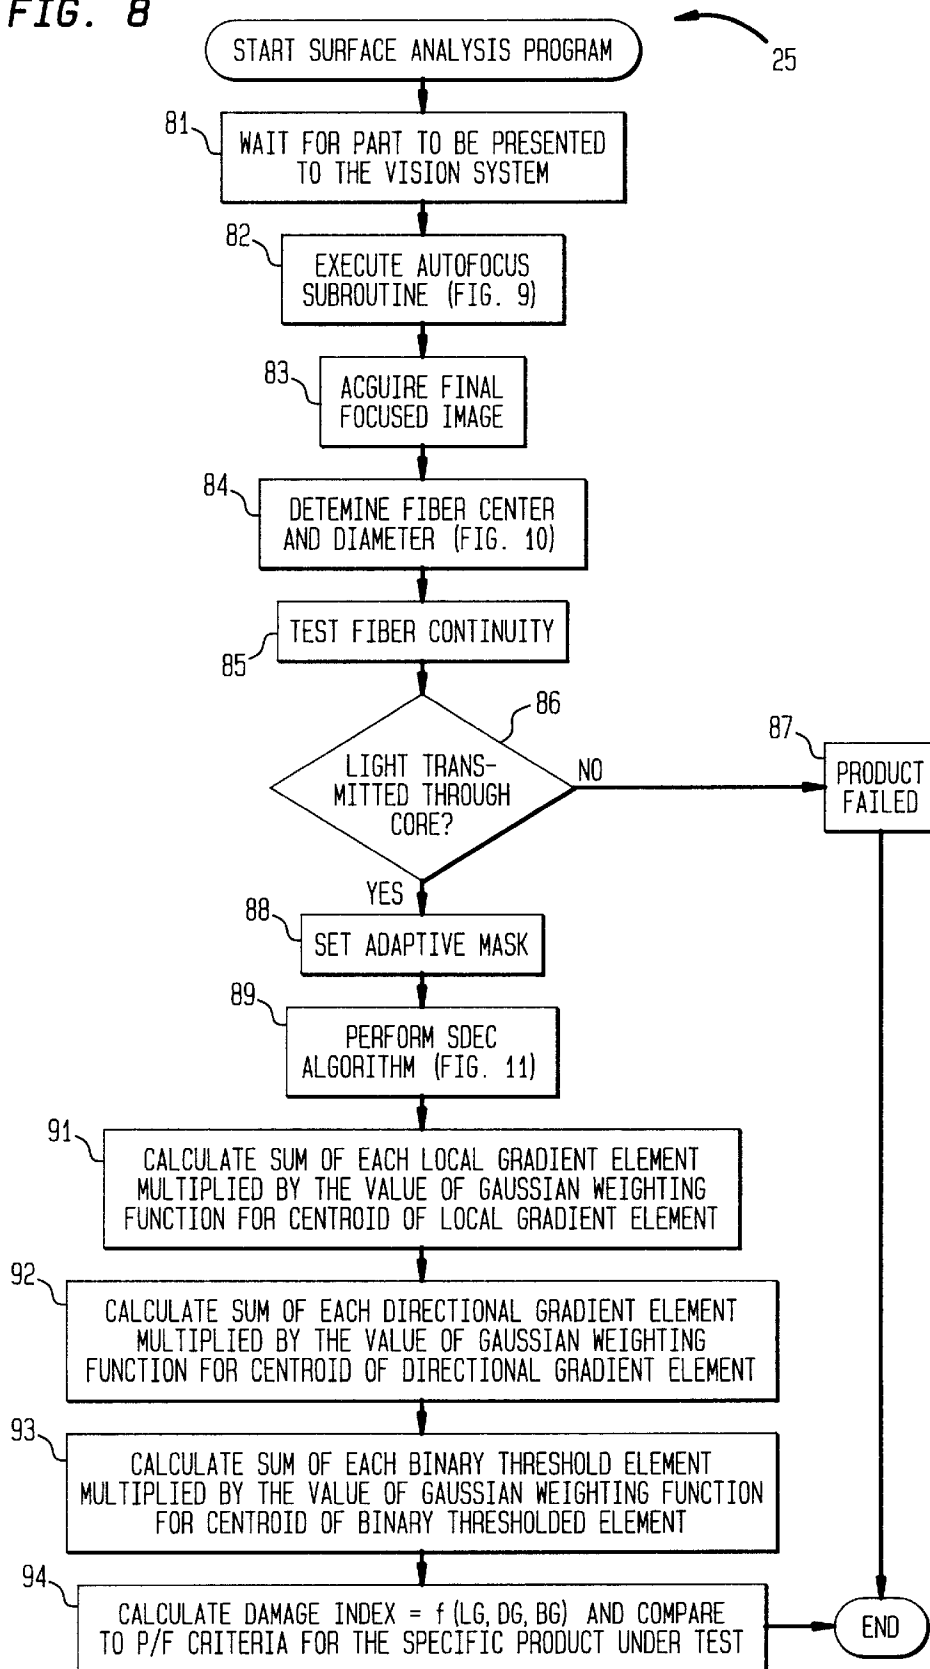 FIG. 8
START SURFACE ANALYSIS PROGRAM
25
81
WAIT FOR PART TO BE PRESENTED
TO THE VISION SYSTEM
82
EXECUTE AUTOFOCUS
SUBROUTINE (FIG. 9)
83
ACGUIRE FINAL
FOCUSED IMAGE
84
DETEMINE FIBER CENTER
AND DIAMETER (FIG. 10)
TEST FIBER CONTINUITY
85
86
LIGHT TRANS-
MITTED THROUGH
CORE?
NO
87
PRODUCT
FAILED
YES
88
SET ADAPTIVE MASK
89
PERFORM SDEC
ALGORITHM (FIG. 11)
91
CALCULATE SUM OF EACH LOCAL GRADIENT ELEMENT
MULTIPLIED BY THE VALUE OF GAUSSIAN WEIGHTING
FUNCTION FOR CENTROID OF LOCAL GRADIENT ELEMENT
92
CALCULATE SUM OF EACH DIRECTIONAL GRADIENT ELEMENT
MULTIPLIED BY THE VALUE OF GAUSSIAN WEIGHTING
FUNCTION FOR CENTROID OF DIRECTIONAL GRADIENT ELEMENT
93
CALCULATE SUM OF EACH BINARY THRESHOLD ELEMENT
MULTIPLIED BY THE VALUE OF GAUSSIAN WEIGHTING FUNCTION
FOR CENTROID OF BINARY THRESHOLDED ELEMENT
94
CALCULATE DAMAGE INDEX = f (LG, DG, BG) AND COMPARE
TO P/F CRITERIA FOR THE SPECIFIC PRODUCT UNDER TEST
END